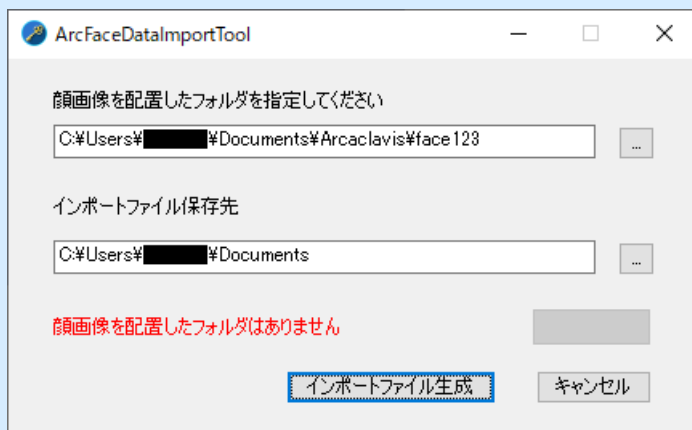 ArcFaceDataImportTool
顔画像を配置したフォルダを指定してください
C:¥Users¥ ¥Documents¥Arcaclavis¥face123
...
インポートファイル保存先
C:¥Users¥ ¥Documents
...
顔画像を配置したフォルダはありません
インポートファイル生成
キャンセル